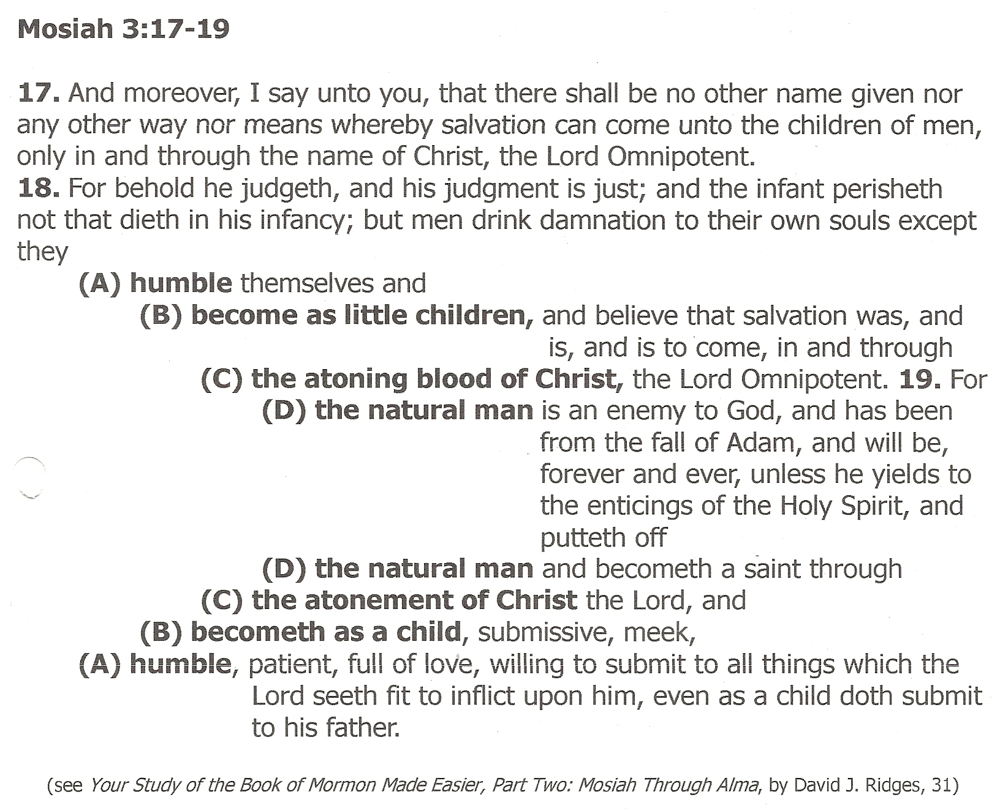 Mosiah 3:17-19
17. And moreover, I say unto you, that there shall be no other name given nor
any other way nor means whereby salvation can come unto the children of men,
only in and through the name of Christ, the Lord Omnipotent.
18. For behold he judgeth, and his judgment is just; and the infant perisheth
not that dieth in his infancy; but men drink damnation to their own souls except
they
(A) humble themselves and
(B) become as little children, and believe that salvation was, and
is, and is to come, in and through
(C) the atoning blood of Christ, the Lord Omnipotent. 19. For
(D) the natural man is an enemy to God, and has been
from the fall of Adam, and will be,
forever and ever, unless he yields to
the enticings of the Holy Spirit, and
putteth off
(D) the natural man and becometh a saint through
(C) the atonement of Christ the Lord, and
(B) becometh as a child, submissive, meek,
(A) humble, patient, full of love, willing to submit to all things which the
Lord seeth fit to inflict upon him, even as a child doth submit
to his father.
(see Your Study of the Book of Mormon Made Easier, Part Two: Mosiah Through Alma, by David J. Ridges, 31)